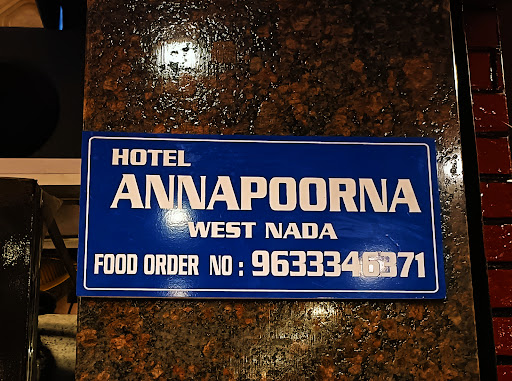 HOTEL
ANNAPOORNA
WEST NADA
FOOD ORDER NO : 9633346371